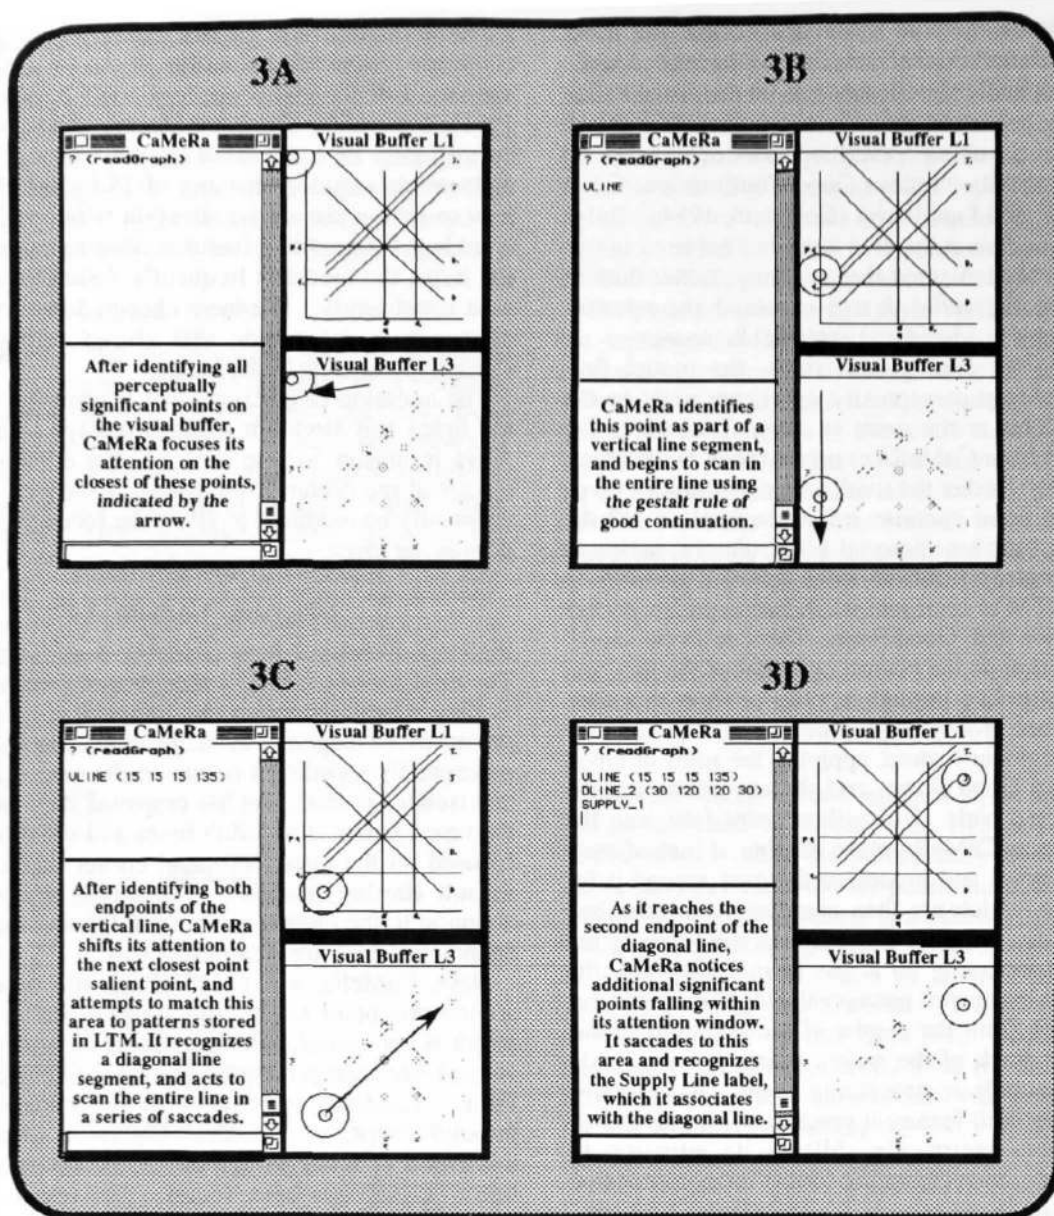 3A
3B
CaMeRa
Visual Buffer L1
? (readGraph)
After identifying all
perceptually
significant points on
the visual buffer,
CaMeRa focuses its
attention on the
closest of these points,
indicated by the
arrow.
Visual Buffer L3
CaMeRa
Visual Buffer L1
? (readGraph)
VLINE
CaMeRa identifies
this point as part of a
vertical line segment,
and begins to scan in
the entire line using
the gestalt rule of
good continuation.
Visual Buffer L3
3C
3D
CaMeRa
Visual Buffer L1
? (readGraph)
VLINE (15 15 15 135)
After identifying both
endpoints of the
vertical line, CaMeRa
shifts its attention to
the next closest point
salient point, and
attempts to match this
area to patterns stored
in LTM. It recognizes
a diagonal line
segment, and acts to
scan the entire line in
a series of saccades.
Visual Buffer L3
CaMeRa
Visual Buffer L1
? (readGraph)
VLINE (15 15 15 135)
DLINE_2 (30 120 120 30)
SUPPLY_1
As it reaches the
second endpoint of the
diagonal line,
CaMeRa notices
additional significant
points falling within
its attention window.
It saccades to this
area and recognizes
the Supply Line label,
which it associates
with the diagonal line.
Visual Buffer L3